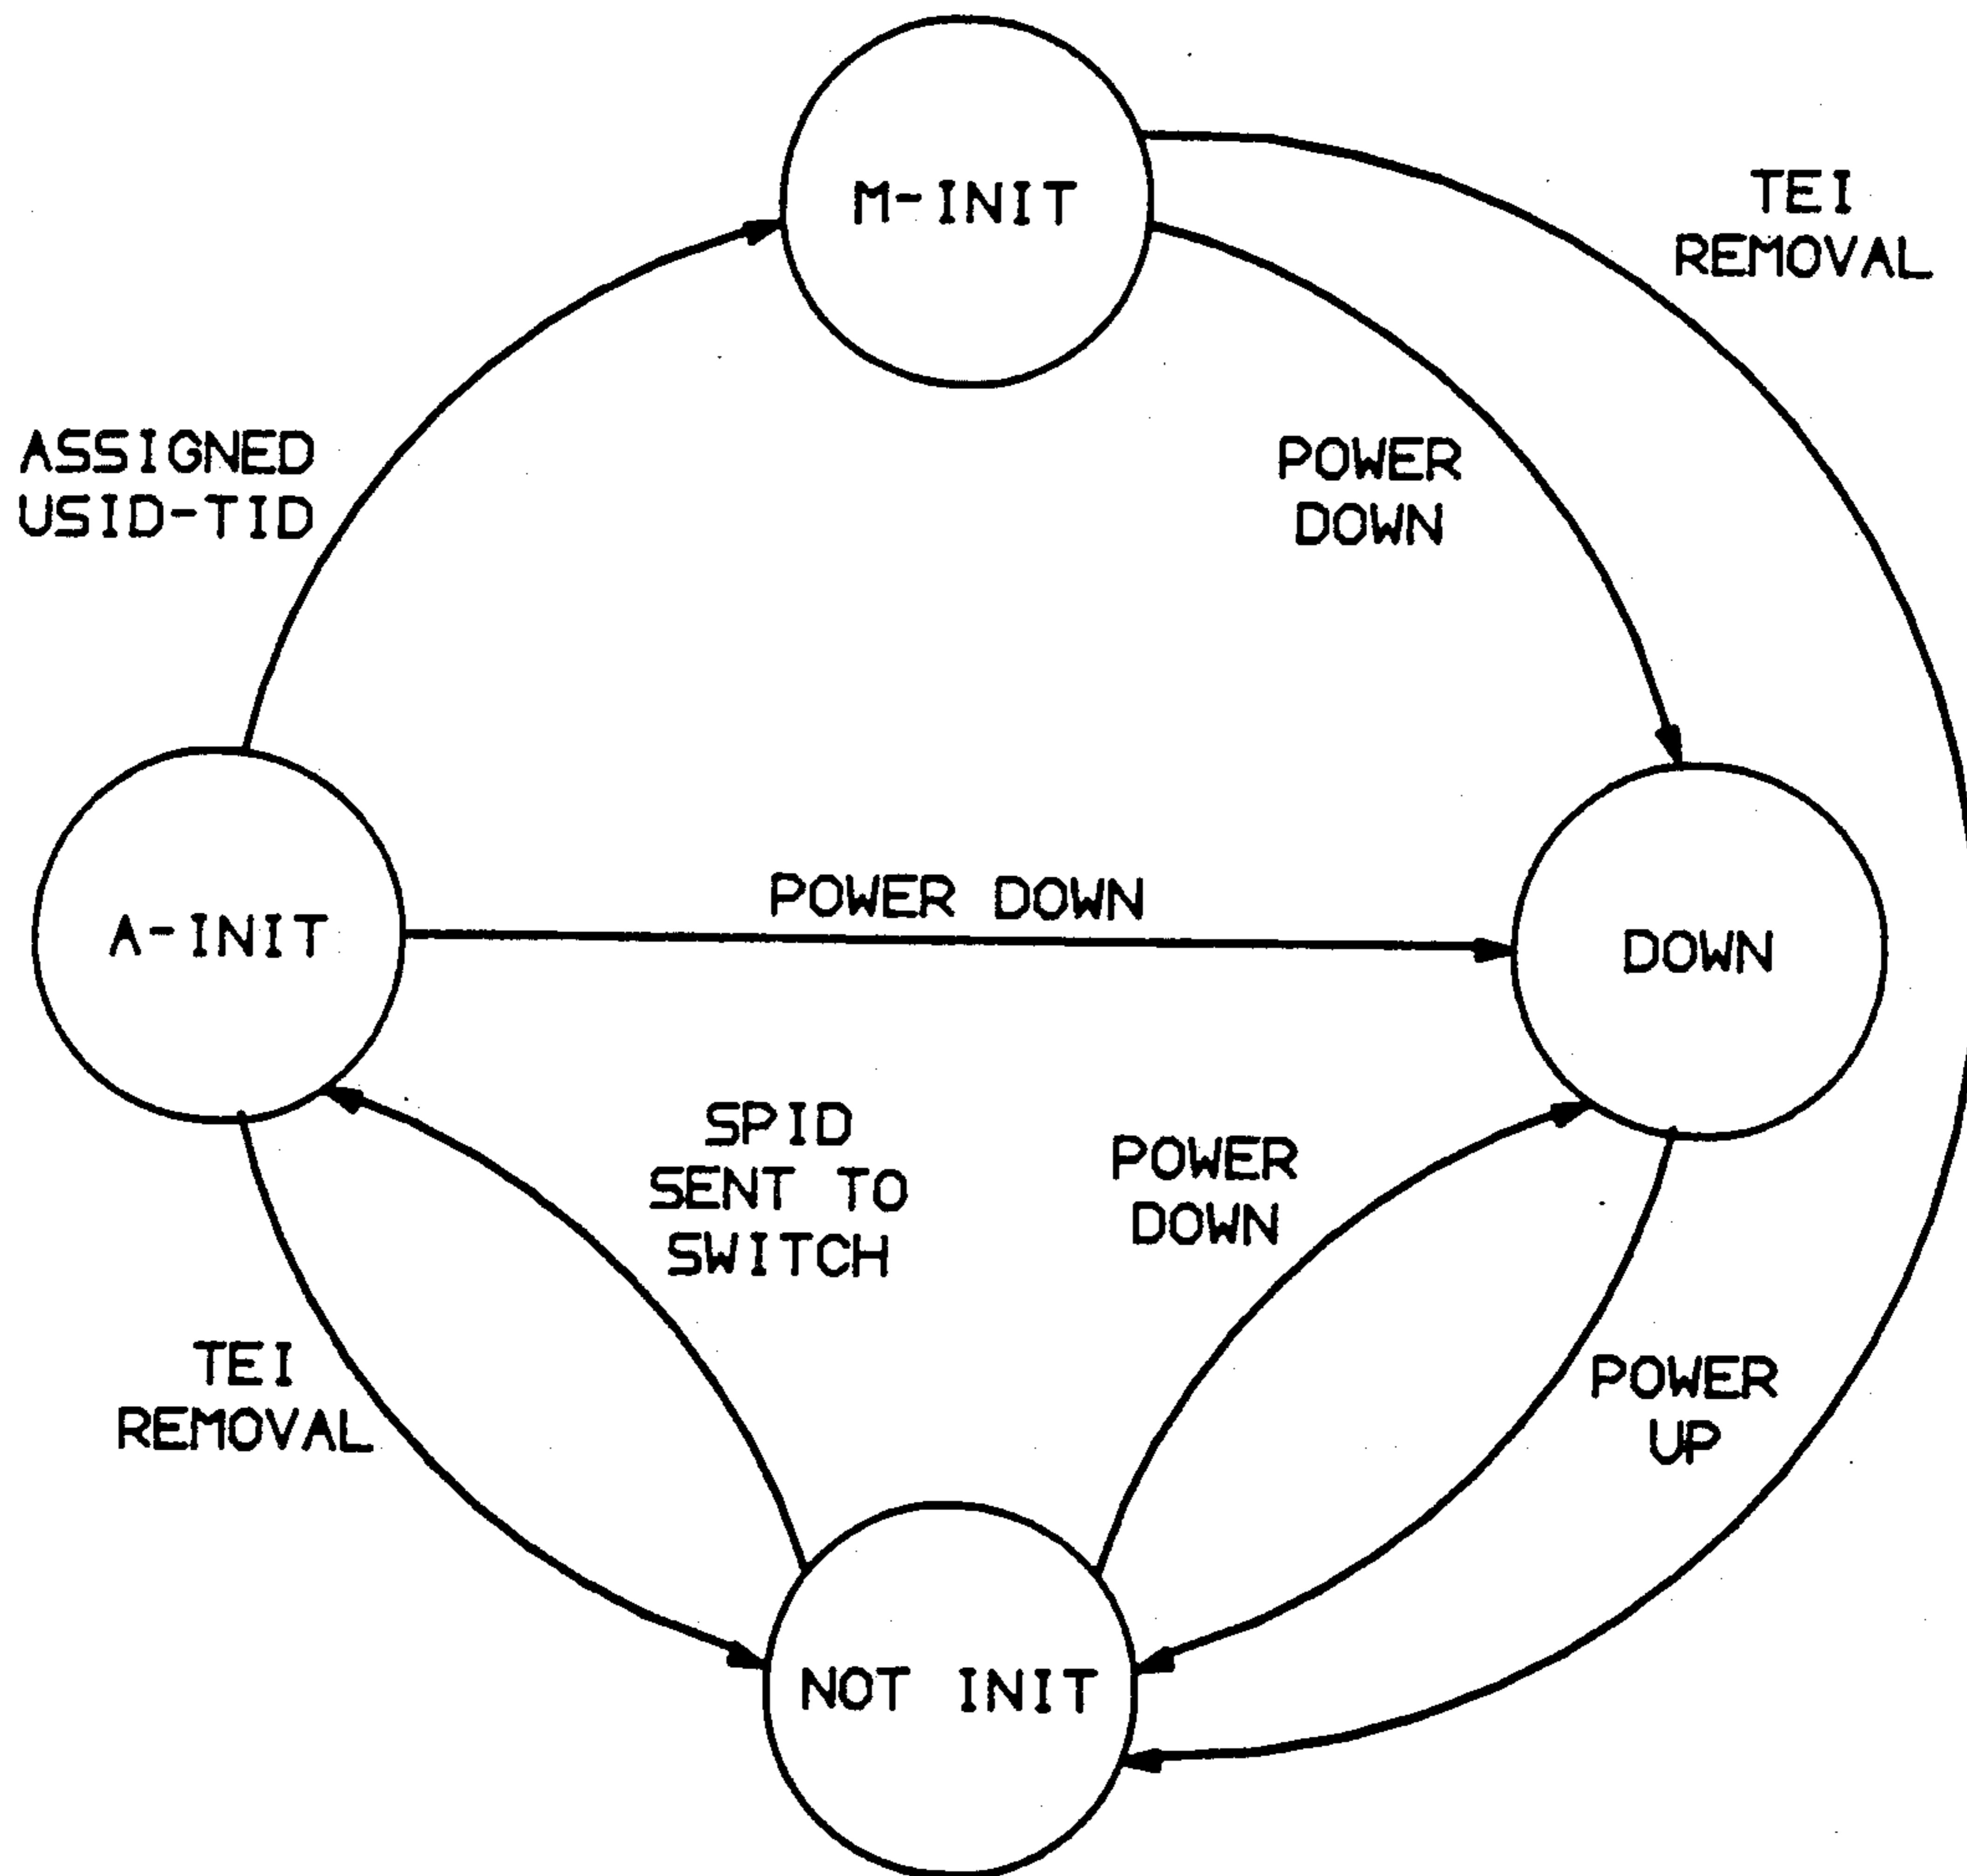 M-INIT
TEI
REMOVAL
ASSIGNED
USID-TID
POWER
DOWN
POWER DOWN
A-INIT
DOWN
SPID
SENT TO
SWITCH
POWER
DOWN
TEI
REMOVAL
POWER
UP
NOT INIT